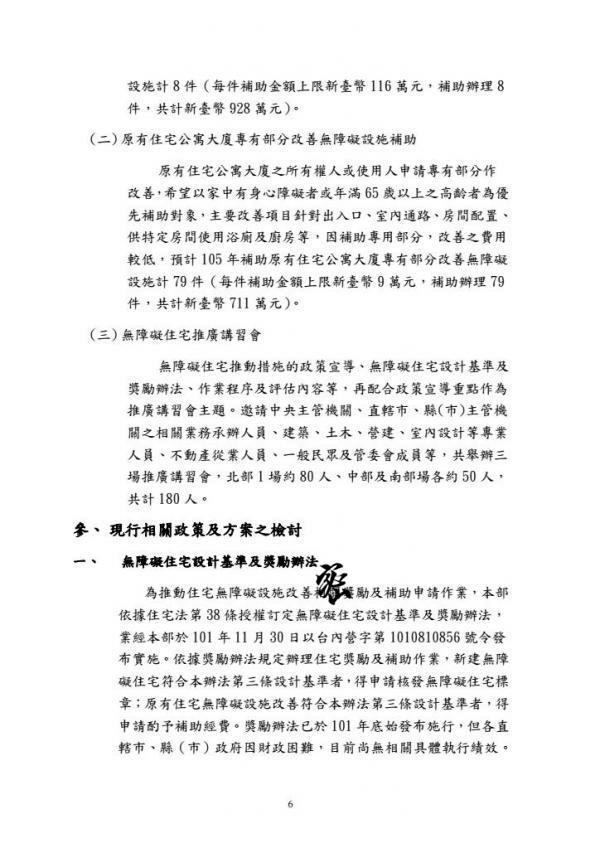 設施計 8 件（每件補助金額上限新臺幣 116 萬元，補助辦理 8
件，共計新臺幣 928 萬元）。
（二）原有住宅公寓大廈專有部分改善無障礙設施補助
原有住宅公寓大廈之所有權人或使用人申請專有部分作
改善，希望以家中有身心障礙者或年滿 65 歲以上之高齡者為優
先補助對象，主要改善項目針對出入口、室內通路、房間配置、
供特定房間使用浴廁及廚房等，因補助專用部分，改善之費用
較低，預計 105 年補助原有住宅公寓大廈專有部分改善無障礙
設施計 79 件（每件補助金額上限新臺幣 9 萬元，補助辦理 79
件，共計新臺幣 711 萬元）。
（三）無障礙住宅推廣講習會
無障礙住宅推動措施的政策宣導、無障礙住宅設計基準及
獎勵辦法、作業程序及評估內容等，再配合政策宣導重點作為
推廣講習會主題。邀請中央主管機關、直轄市、縣(市)主管機
關之相關業務承辦人員、建築、土木、營建、室內設計等專業
人員、不動產從業人員、一般民眾及管委會成員等，共舉辦三
場推廣講習會，北部 1 場約 80 人、中部及南部場各約 50 人，
共計 180 人。
參、 現行相關政策及方案之檢討
一、 無障礙住宅設計基準及獎勵辦法
為推動住宅無障礙設施改善獎勵及補助申請作業，本部
依據住宅法第 38 條授權訂定無障礙住宅設計基準及獎勵辦法，
業經本部於 101 年 11 月 30 日以台內營字第 1010810856 號令發
布實施。依據獎勵辦法規定辦理住宅獎勵及補助作業，新建無障
礙住宅符合本辦法第三條設計基準者，得申請核發無障礙住宅標
章；原有住宅無障礙設施改善符合本辦法第三條設計基準者，得
申請酌予補助經費。獎勵辦法已於 101 年底始發布施行，但各直
轄市、縣（市）政府因財政困難，目前尚無相關具體執行績效。
6